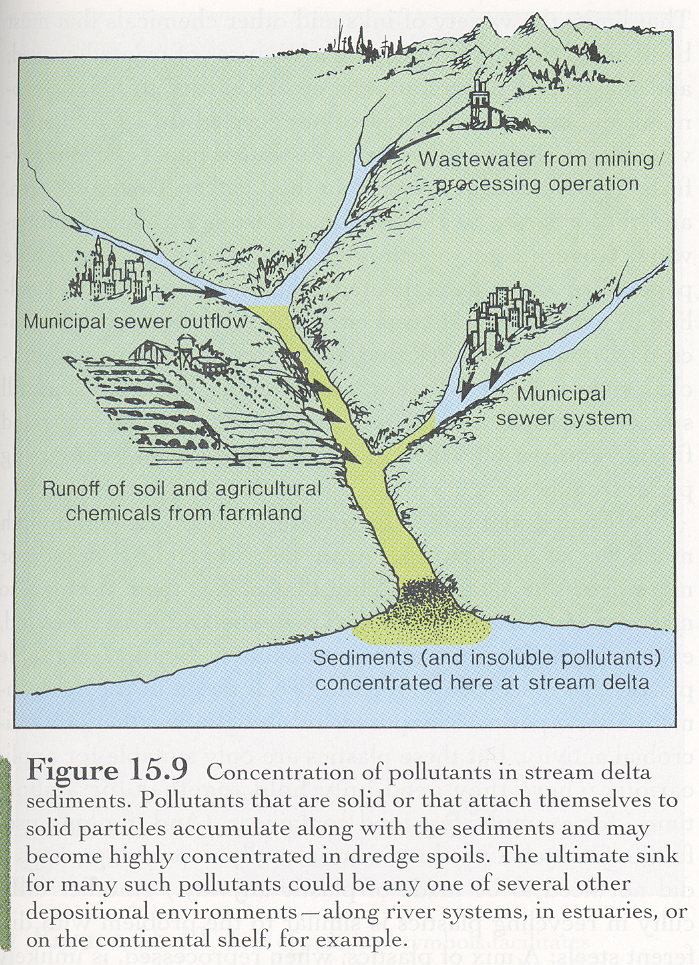 Wastewater from mining/
processing operation
Municipal sewer outflow
Municipal
sewer system
Runoff of soil and agricultural
chemicals from farmland
Sediments (and insoluble pollutants)
concentrated here at stream delta
Figure 15.9 Concentration of pollutants in stream delta
sediments. Pollutants that are solid or that attach themselves to
solid particles accumulate along with the sediments and may
become highly concentrated in dredge spoils. The ultimate sink
for many such pollutants could be any one of several other
depositional environments—along river systems, in estuaries, or
on the continental shelf, for example.